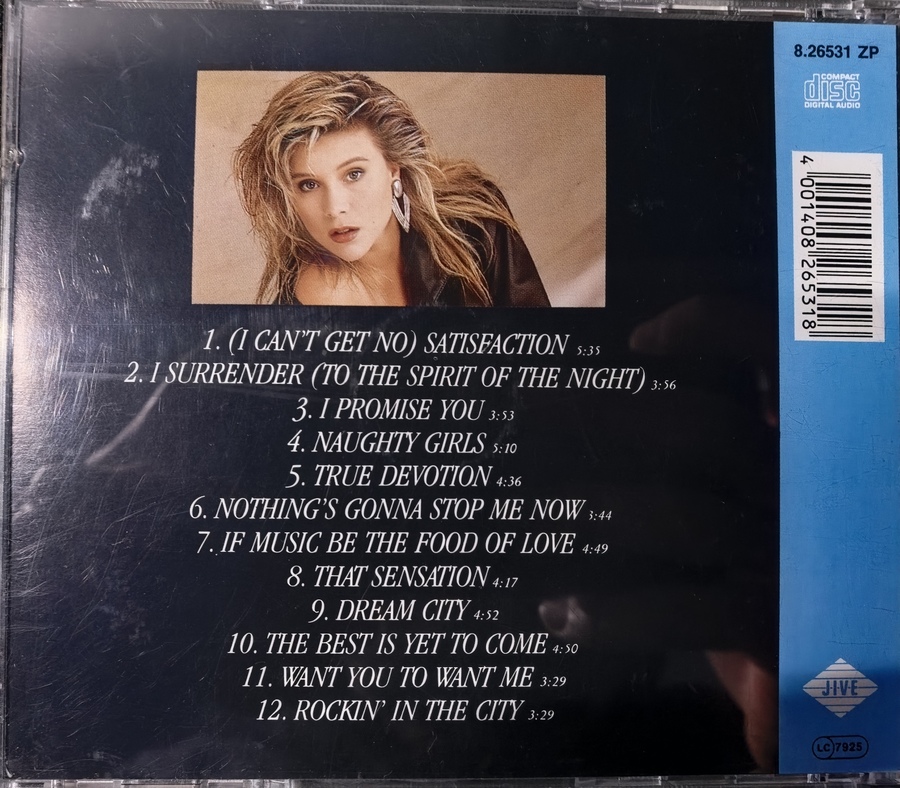 8.26531 ZP
COMPACT
disc
DIGITAL AUDIO
4 001408 265318
1. (I CAN'T GET NO) SATISFACTION 5:35
2. I SURRENDER (TO THE SPIRIT OF THE NIGHT) 3:56
3. I PROMISE YOU 3:53
4. NAUGHTY GIRLS 5:10
5. TRUE DEVOTION 4:36
6. NOTHING'S GONNA STOP ME NOW 3:44
7. IF MUSIC BE THE FOOD OF LOVE 4:49
8. THAT SENSATION 4:17
9. DREAM CITY 4:52
10. THE BEST IS YET TO COME 4:50
11. WANT YOU TO WANT ME 3:29
12. ROCKIN' IN THE CITY 3:29
JIVE
LC 7925